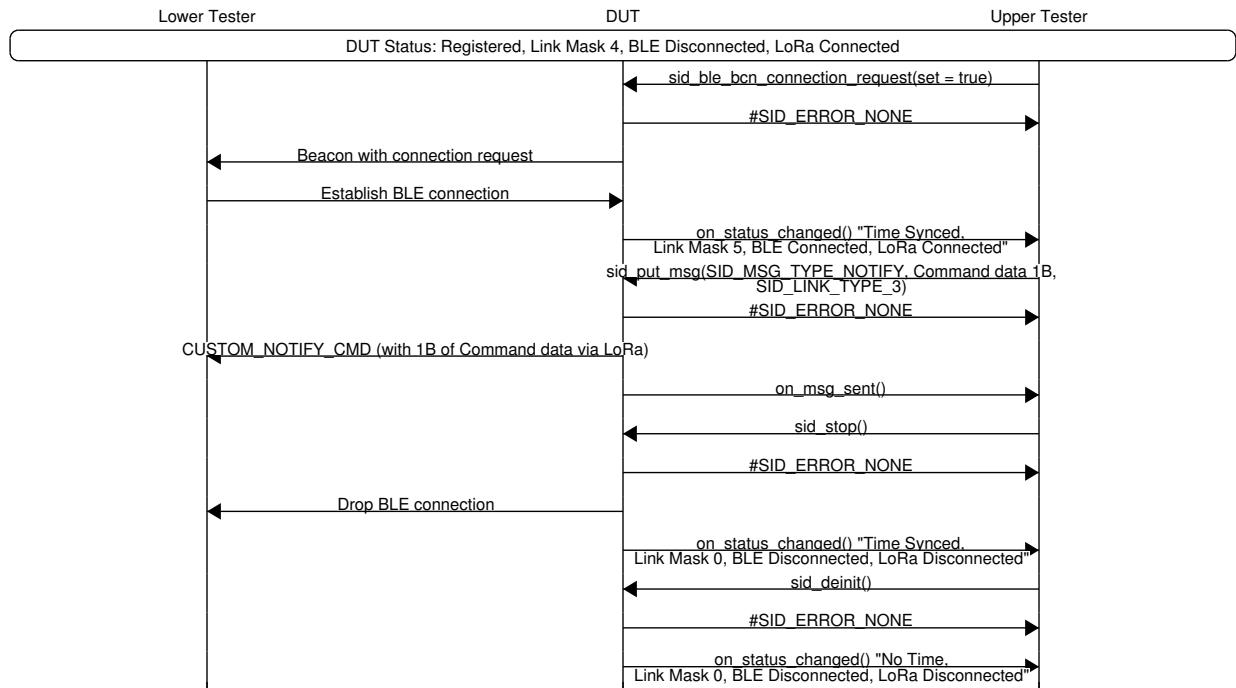 Lower Tester DUT Upper Tester
DUT Status: Registered, Link Mask 4, BLE Disconnected, LoRa Connected
sid_ble_bcn_connection_request(set = true)
#SID_ERROR_NONE
Beacon with connection request
Establish BLE connection
on_status_changed() "Time Synced,
Link Mask 5, BLE Connected, LoRa Connected"
sid_put_msg(SID_MSG_TYPE_NOTIFY, Command data 1B,
SID_LINK_TYPE_3)
#SID_ERROR_NONE
CUSTOM_NOTIFY_CMD (with 1B of Command data via LoRa)
on_msg_sent()
sid_stop()
#SID_ERROR_NONE
Drop BLE connection
on_status_changed() "Time Synced,
Link Mask 0, BLE Disconnected, LoRa Disconnected"
sid_deinit()
#SID_ERROR_NONE
on_status_changed() "No Time,
Link Mask 0, BLE Disconnected, LoRa Disconnected"